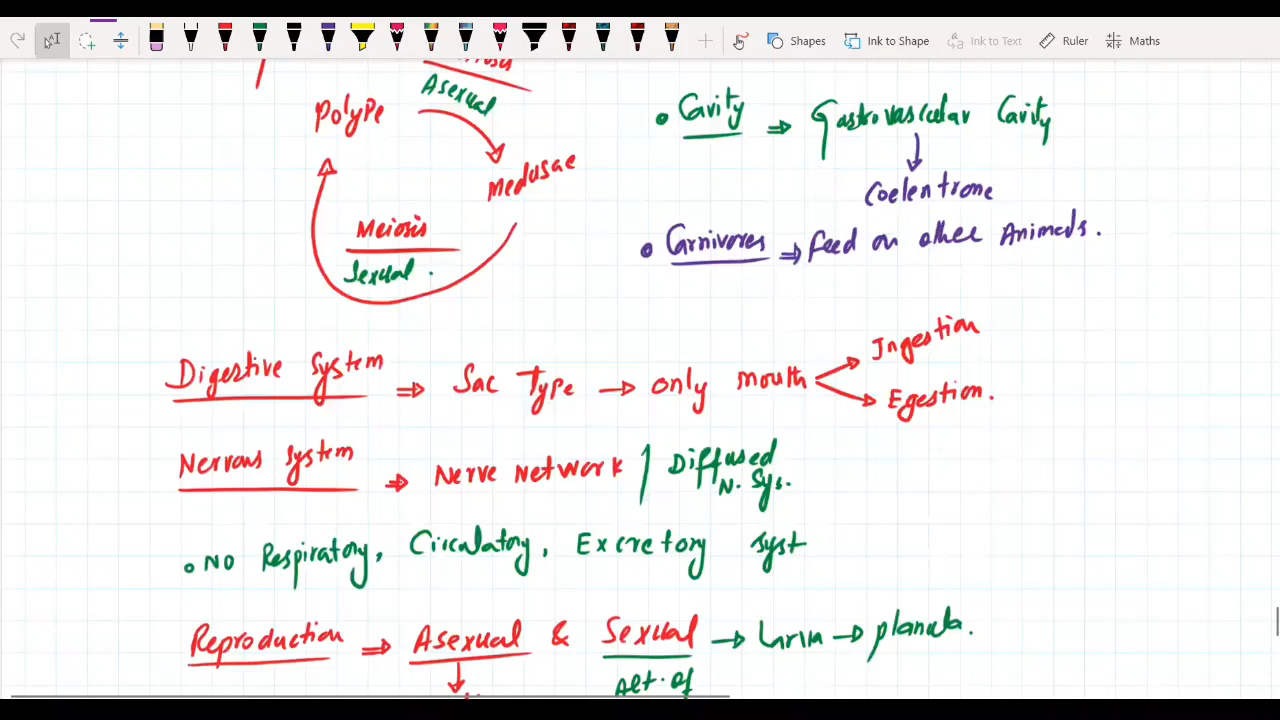 Shapes Ink to Shape Ink to Text Ruler Maths
Asexual
Polype
Medusae
Meiosis
Sexual.
Cavity ⇒ Gastrovascular Cavity
Coelentrone
Carnivores ⇒ feed on other Animals.
Digestive System ⇒ Sac Type → only mouth
Ingestion
Egestion.
Nervous System ⇒ Nerve Network / Diffused
N. Sys.
No Respiratory, Circulatory, Excretory syst
Reproduction ⇒ Asexual & Sexual → Larva → planula.
Alt. of